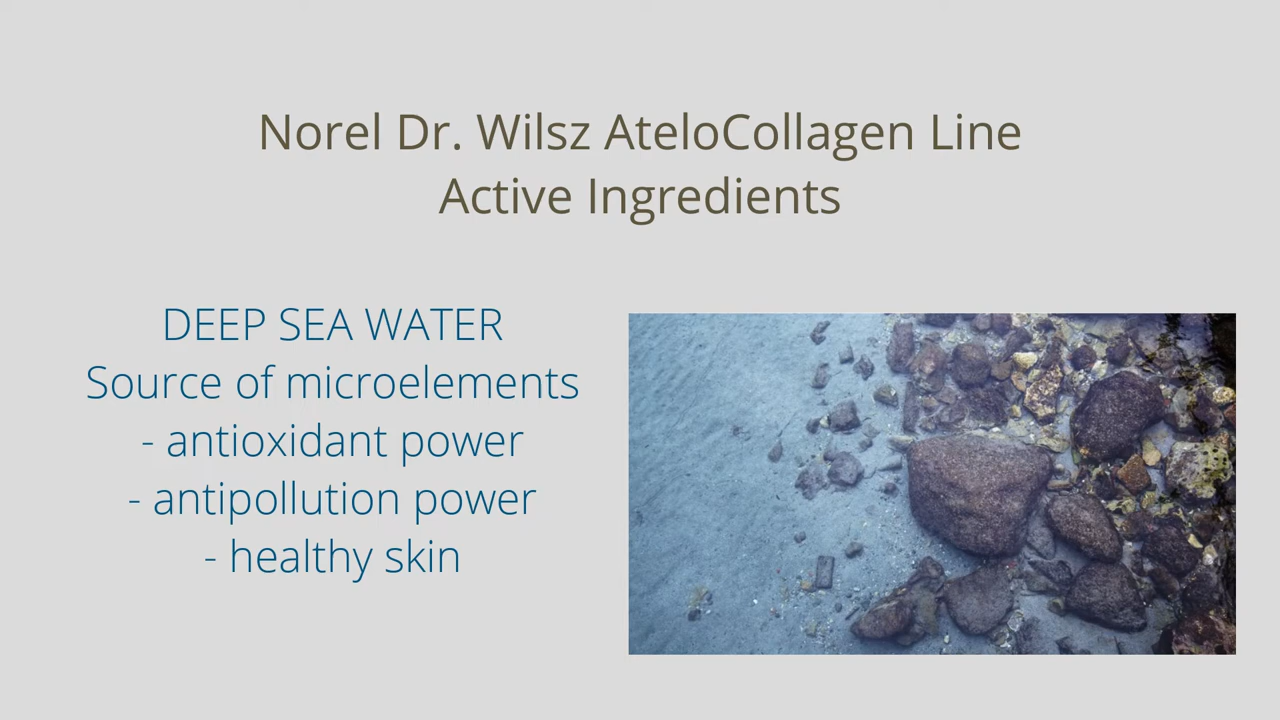 Norel Dr. Wilsz AteloCollagen Line
Active Ingredients
DEEP SEA WATER
Source of microelements
- antioxidant power
- antipollution power
- healthy skin